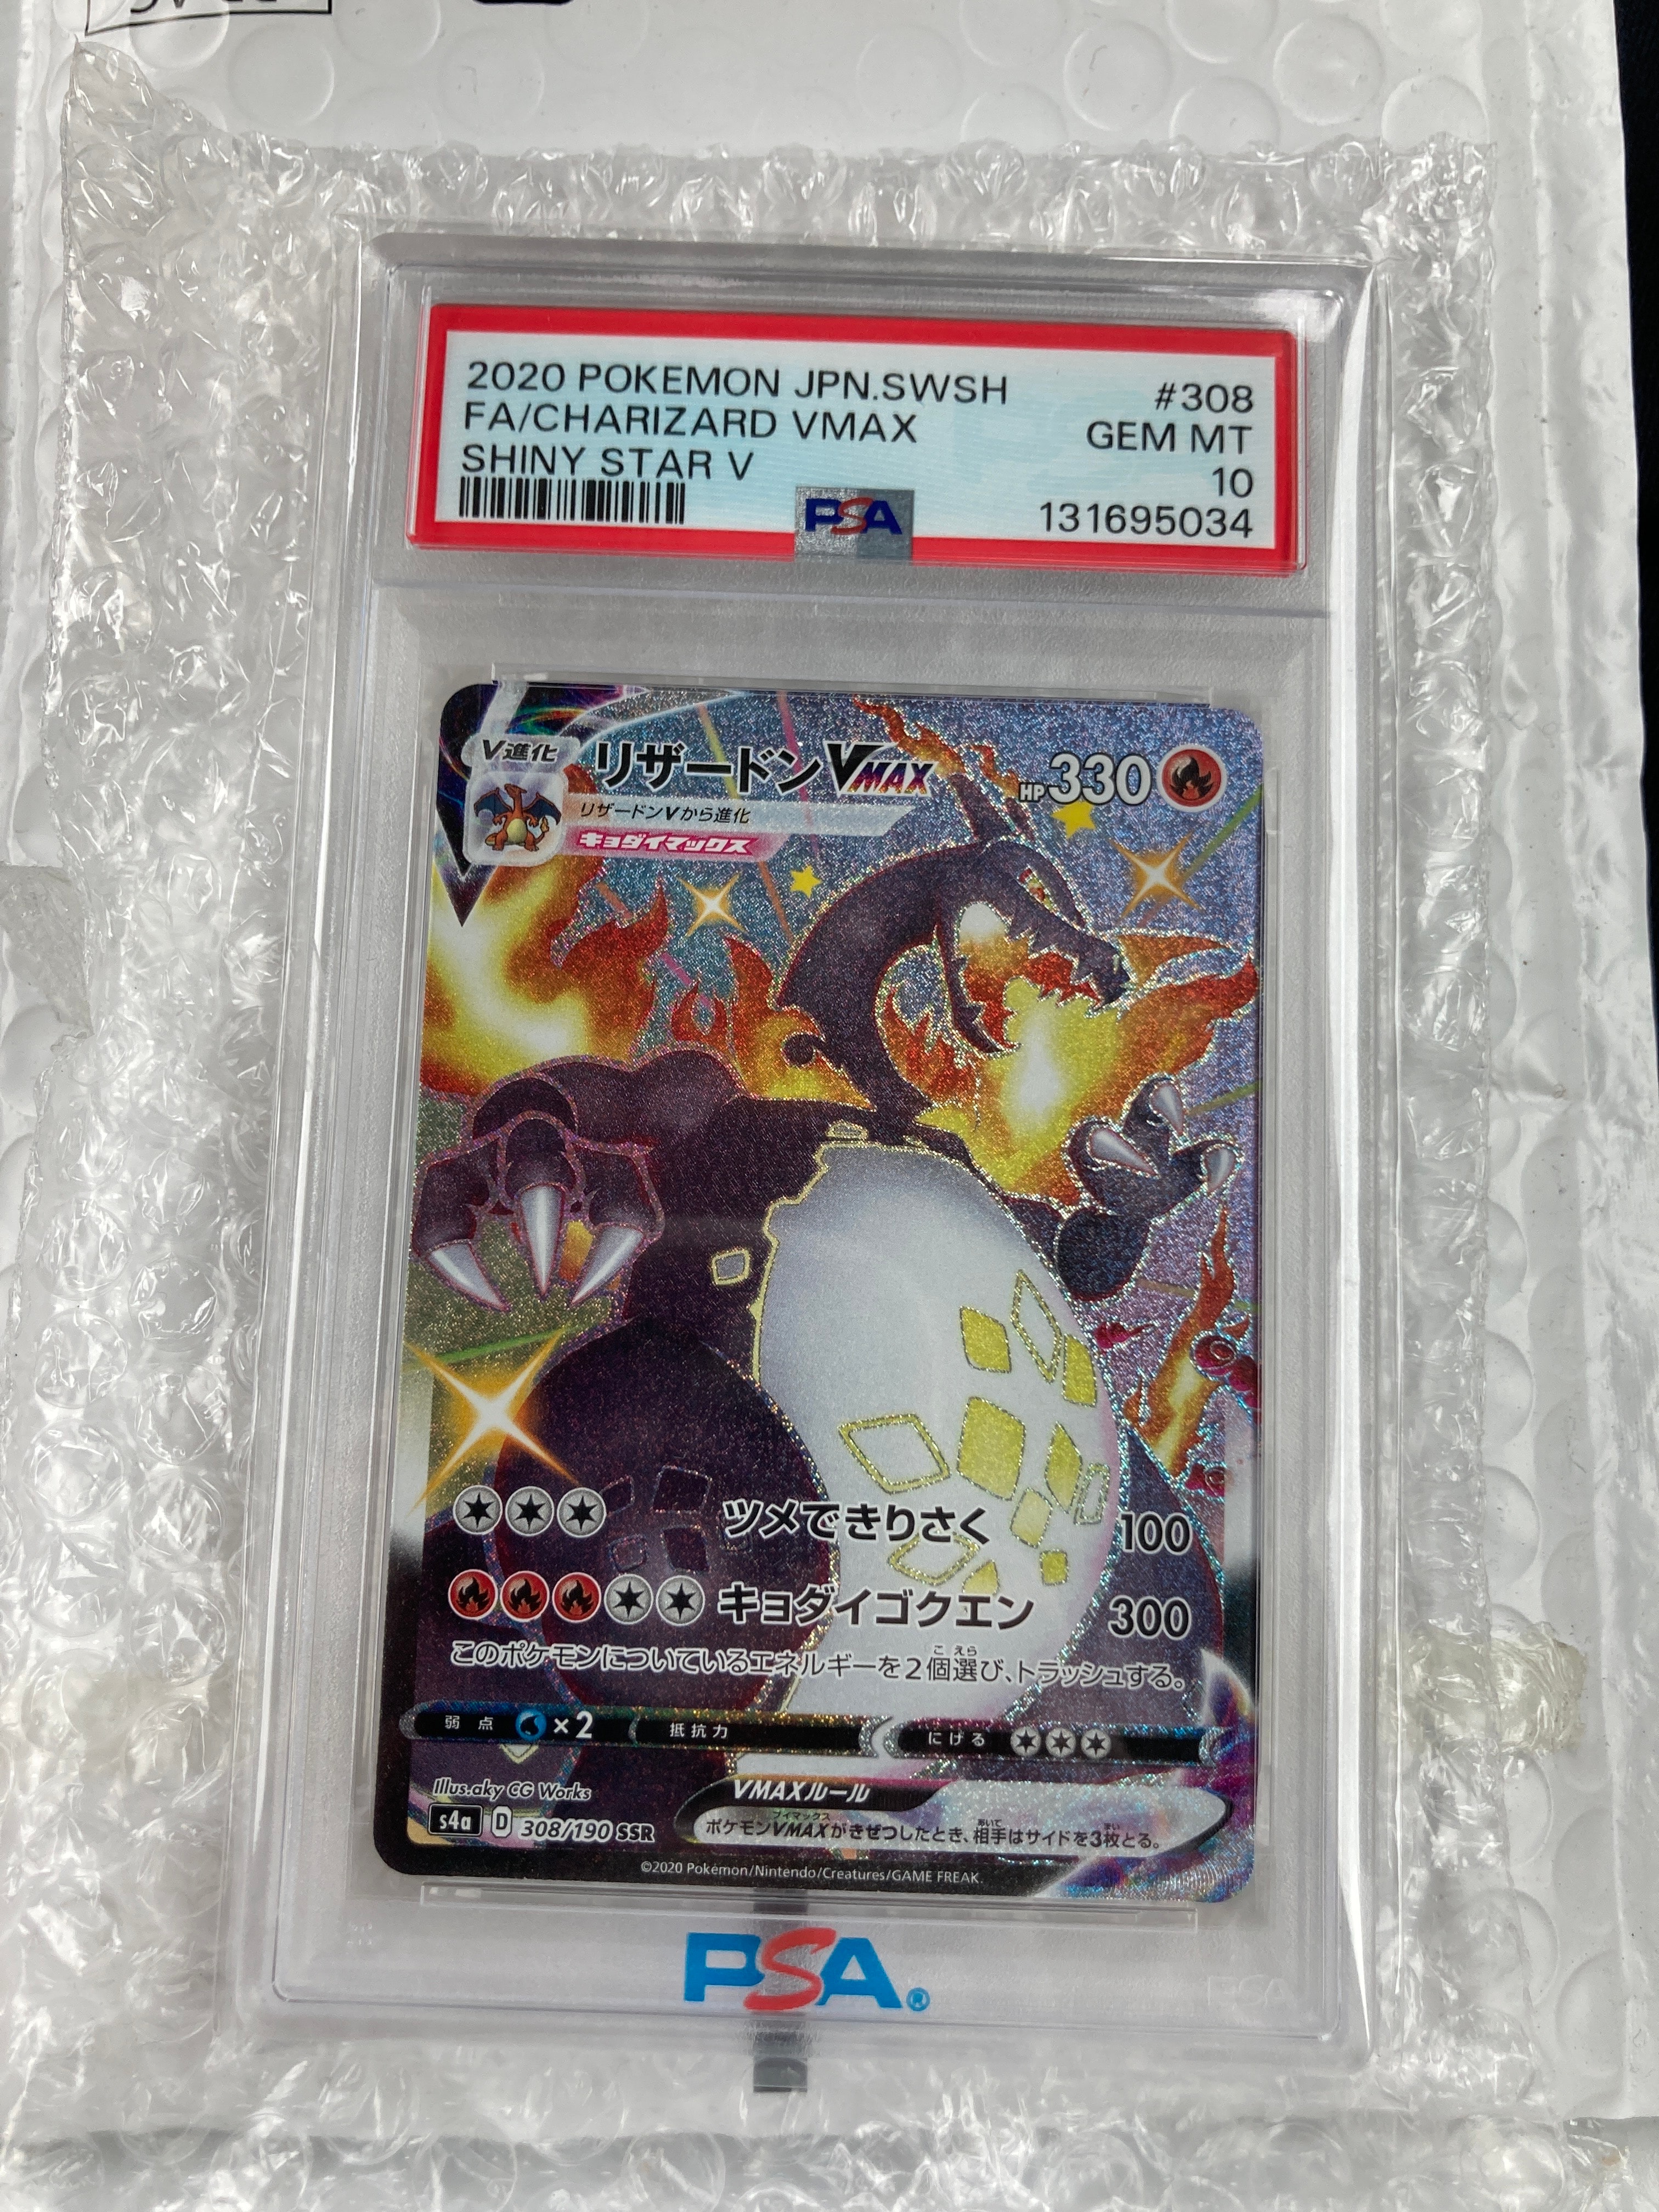 2020 POKEMON JPN.SWSH #308
FA/CHARIZARD VMAX GEM MT
SHINY STAR V 10
PSA 131695034
V進化 リザードンVMAX HP330
リザードンVから進化
キョダイマックス
ツメできりさく 100
キョダイゴクエン 300
このポケモンについているエネルギーを2個選び、トラッシュする。
弱点 ×2 抵抗力 にげる
Illus.aky CG Works
VMAXルール
ポケモンVMAXがきぜつしたとき、相手はサイドを3枚とる。
s4a D 308/190 SSR
©2020 Pokémon/Nintendo/Creatures/GAME FREAK.
PSA®